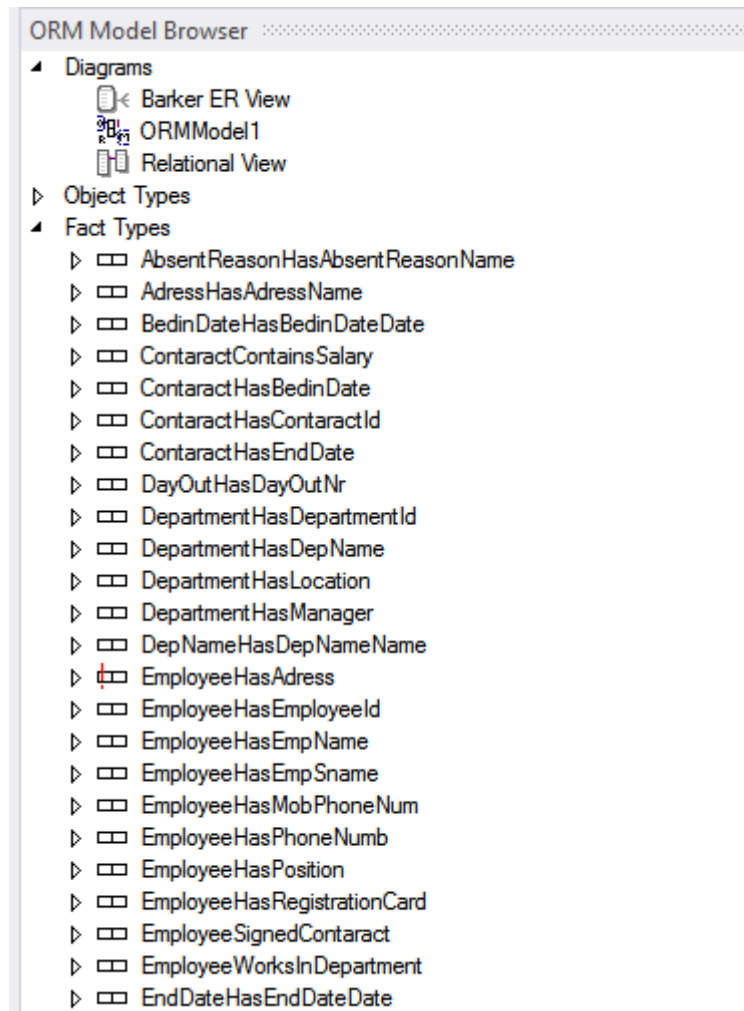 ORM Model Browser
Diagrams
Barker ER View
ORMModel1
Relational View
Object Types
Fact Types
AbsentReasonHasAbsentReasonName
AdressHasAdressName
BedinDateHasBedinDateDate
ContaractContainsSalary
ContaractHasBedinDate
ContaractHasContaractId
ContaractHasEndDate
DayOutHasDayOutNr
DepartmentHasDepartmentId
DepartmentHasDepName
DepartmentHasLocation
DepartmentHasManager
DepNameHasDepNameName
EmployeeHasAdress
EmployeeHasEmployeeId
EmployeeHasEmpName
EmployeeHasEmpSname
EmployeeHasMobPhoneNum
EmployeeHasPhoneNumb
EmployeeHasPosition
EmployeeHasRegistrationCard
EmployeeSignedContaract
EmployeeWorksInDepartment
EndDateHasEndDateDate